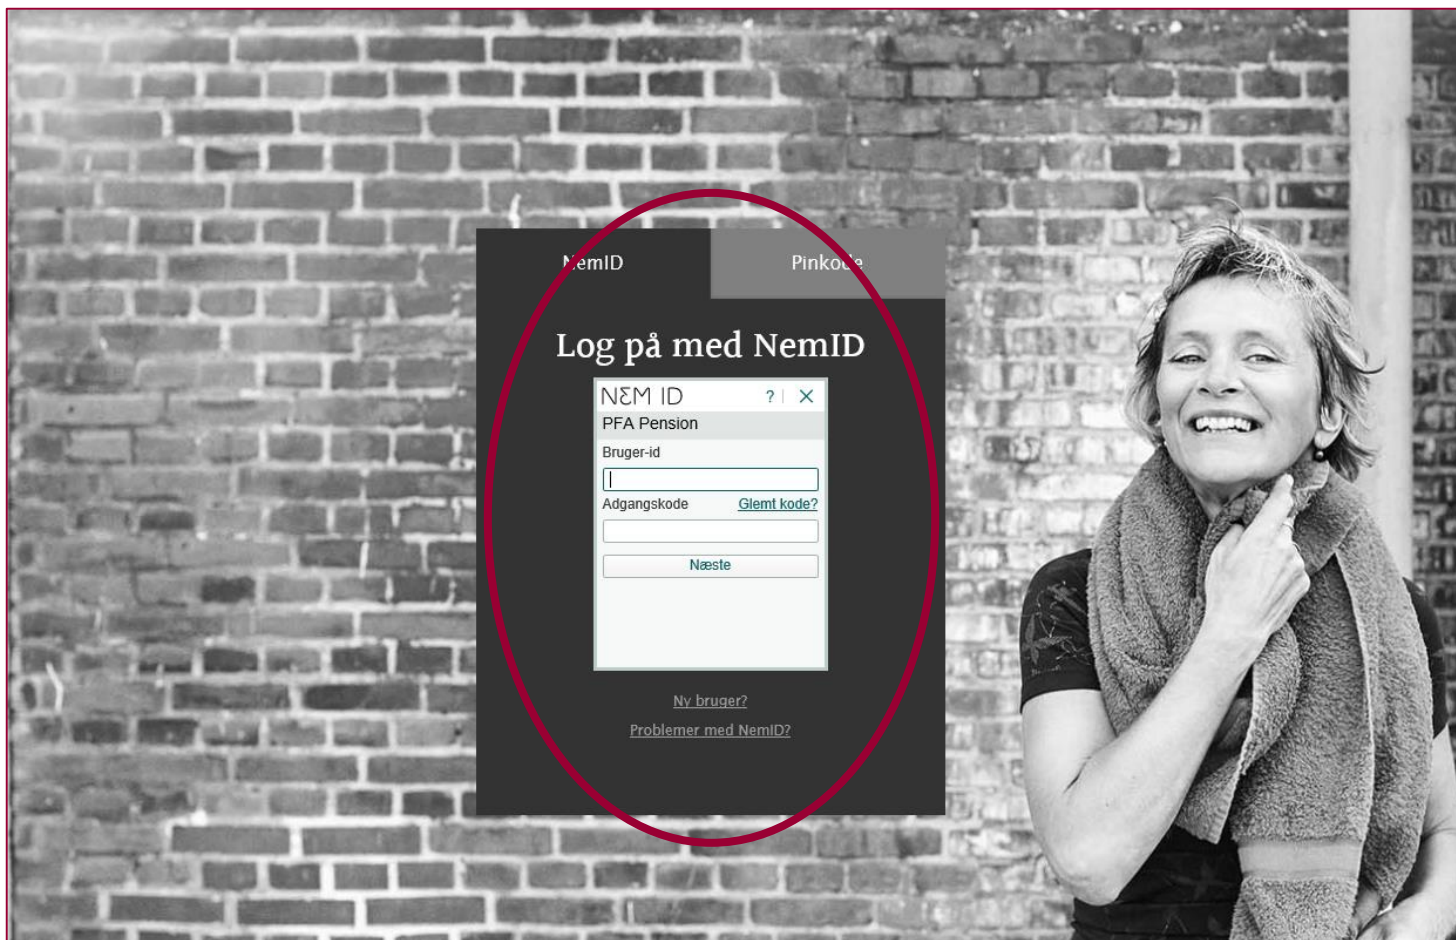 NemID
Pinkode
Log på med NemID
NEM ID ? X
PFA Pension
Bruger-id
Adgangskode Glemt kode?
Næste
Ny bruger?
Problemer med NemID?